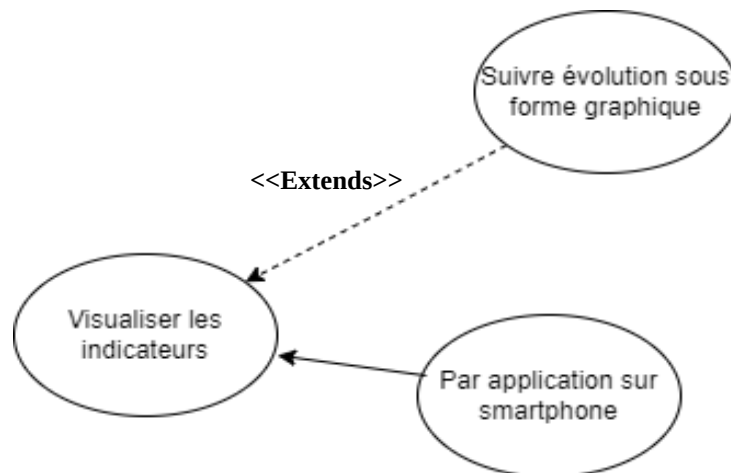 Suivre évolution sous
forme graphique
<<Extends>>
Visualiser les
indicateurs
Par application sur
smartphone